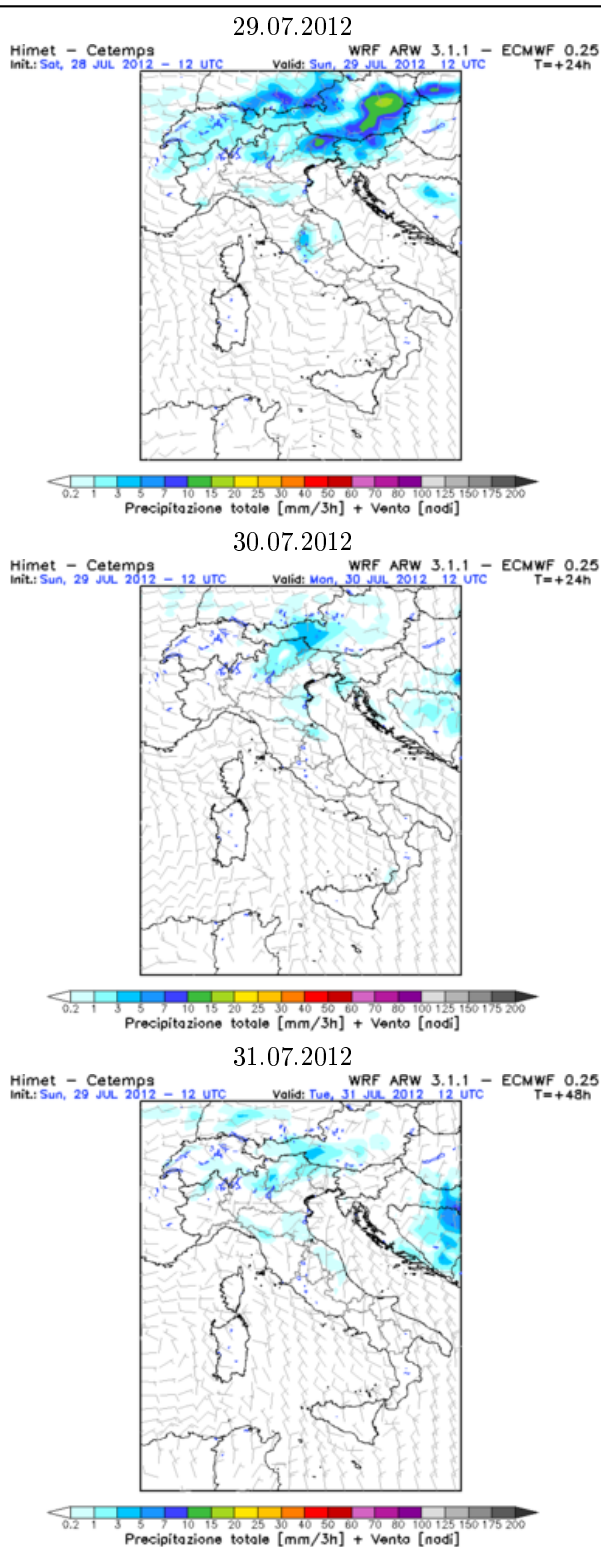 29.07.2012
Himet – Cetemps WRF ARW 3.1.1 – ECMWF 0.25
Init.: Sat, 28 JUL 2012 – 12 UTC Valid: Sun, 29 JUL 2012 12 UTC T=+24h
0.2 1 3 5 7 10 15 20 25 30 40 50 60 70 80 100 125 150 175 200
Precipitazione totale [mm/3h] + Vento [nodi]
30.07.2012
Himet – Cetemps WRF ARW 3.1.1 – ECMWF 0.25
Init.: Sun, 29 JUL 2012 – 12 UTC Valid: Mon, 30 JUL 2012 12 UTC T=+24h
0.2 1 3 5 7 10 15 20 25 30 40 50 60 70 80 100 125 150 175 200
Precipitazione totale [mm/3h] + Vento [nodi]
31.07.2012
Himet – Cetemps WRF ARW 3.1.1 – ECMWF 0.25
Init.: Sun, 29 JUL 2012 – 12 UTC Valid: Tue, 31 JUL 2012 12 UTC T=+48h
0.2 1 3 5 7 10 15 20 25 30 40 50 60 70 80 100 125 150 175 200
Precipitazione totale [mm/3h] + Vento [nodi]